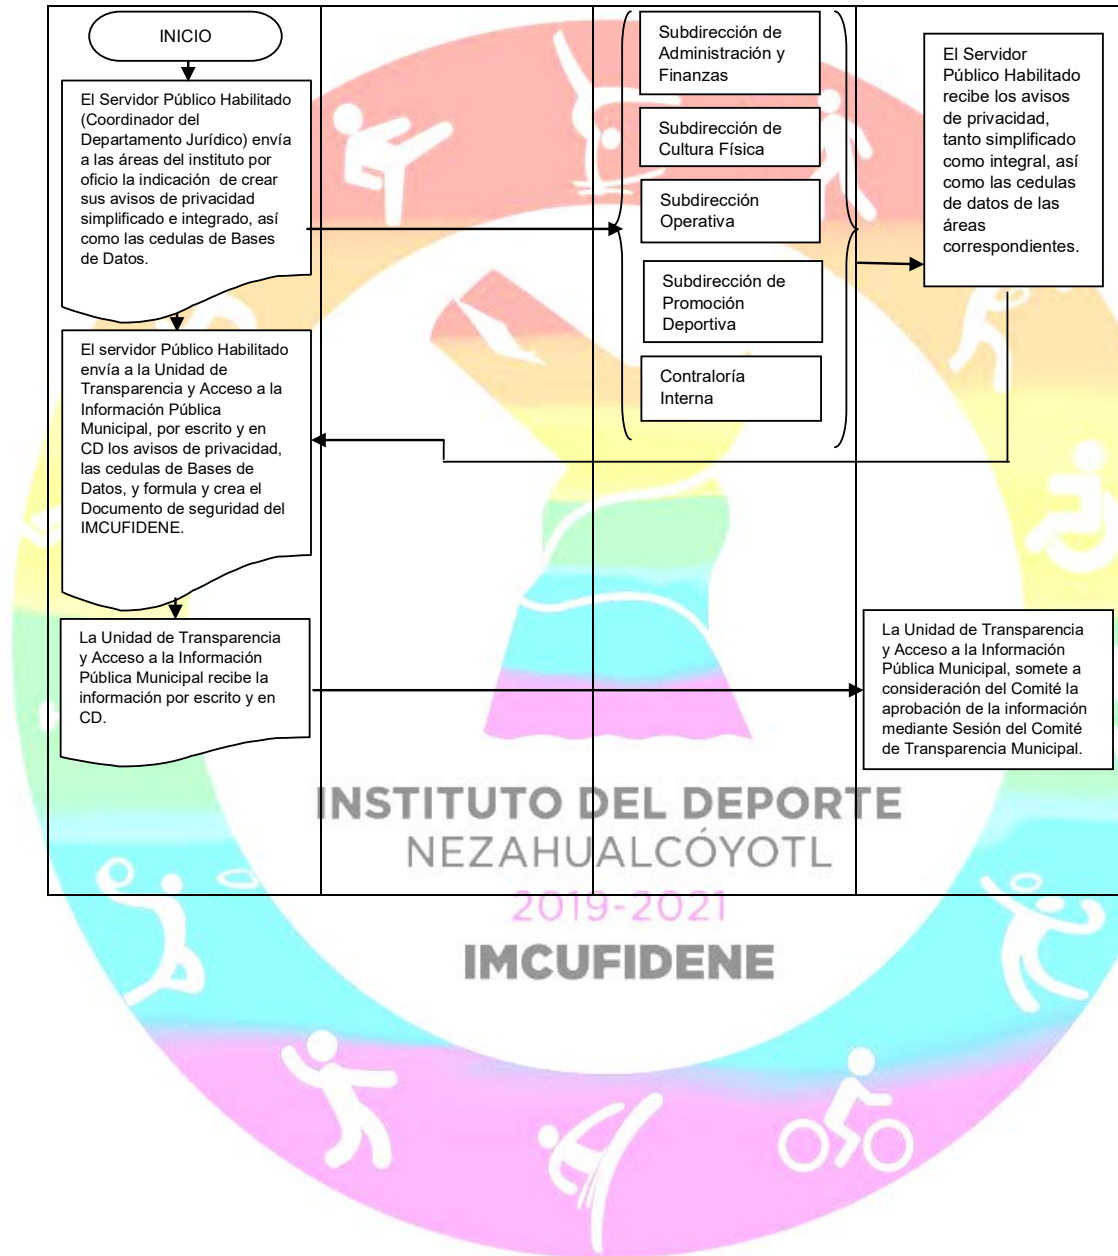 INICIO
El Servidor Público Habilitado
(Coordinador del
Departamento Jurídico) envía
a las áreas del instituto por
oficio la indicación de crear
sus avisos de privacidad
simplificado e integrado, así
como las cedulas de Bases
de Datos.
Subdirección de
Administración y
Finanzas
Subdirección de
Cultura Física
Subdirección
Operativa
Subdirección de
Promoción
Deportiva
Contraloría
Interna
El Servidor
Público Habilitado
recibe los avisos
de privacidad,
tanto simplificado
como integral, así
como las cedulas
de datos de las
áreas
correspondientes.
El servidor Público Habilitado
envía a la Unidad de
Transparencia y Acceso a la
Información Pública
Municipal, por escrito y en
CD los avisos de privacidad,
las cedulas de Bases de
Datos, y formula y crea el
Documento de seguridad del
IMCUFIDENE.
La Unidad de Transparencia
y Acceso a la Información
Pública Municipal recibe la
información por escrito y en
CD.
La Unidad de Transparencia
y Acceso a la Información
Pública Municipal, somete a
consideración del Comité la
aprobación de la información
mediante Sesión del Comité
de Transparencia Municipal.
INSTITUTO DEL DEPORTE
NEZAHUALCÓYOTL
2019-2021
IMCUFIDENE